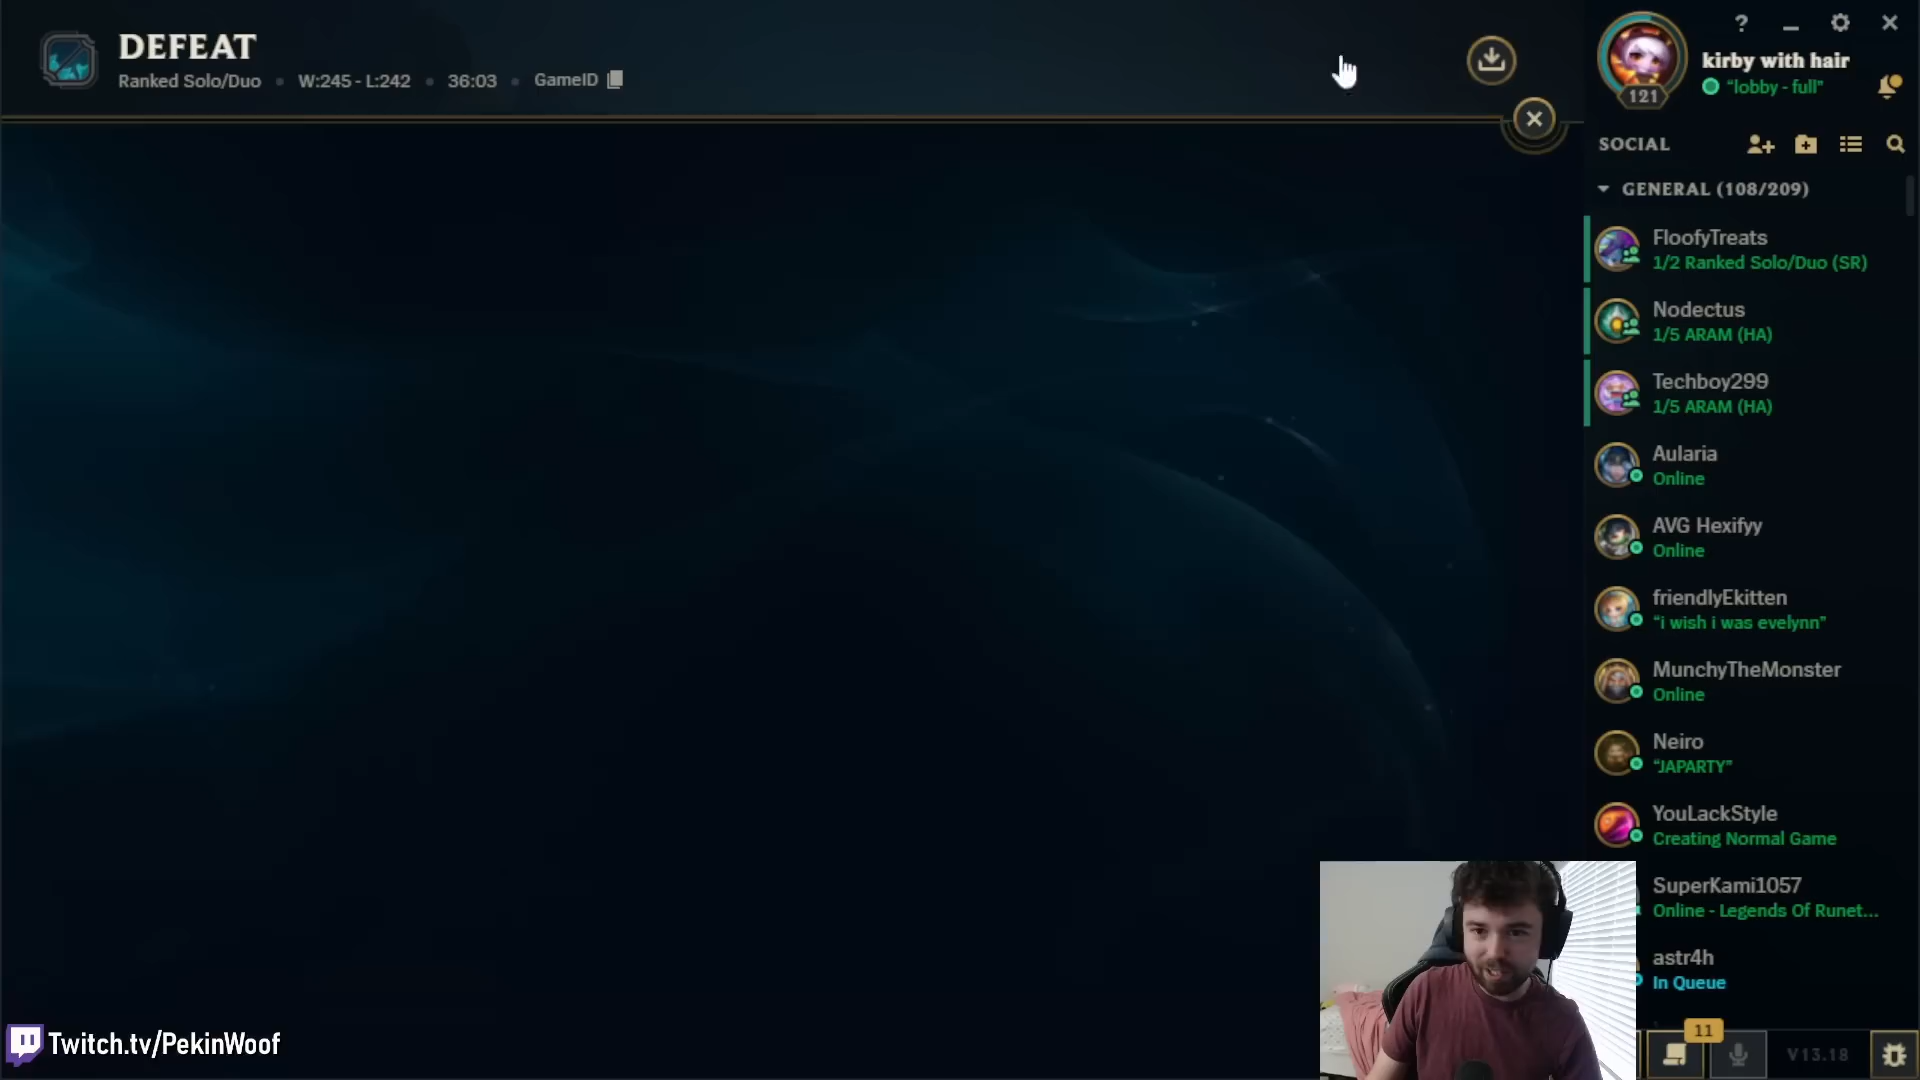 DEFEAT
Ranked Solo/Duo • W:245 - L:242 • 36:03 • GameID
kirby with hair
121
"lobby - full"
SOCIAL
GENERAL (108/209)
FloofyTreats
1/2 Ranked Solo/Duo (SR)
Nodectus
1/5 ARAM (HA)
Techboy299
1/5 ARAM (HA)
Aularia
Online
AVG Hexifyy
Online
friendlyEkitten
"i wish i was evelynn"
MunchyTheMonster
Online
Neiro
"JAPARTY"
YouLackStyle
Creating Normal Game
SuperKami1057
Online - Legends Of Runet...
astr4h
In Queue
11
V13.18
Twitch.tv/PekinWoof